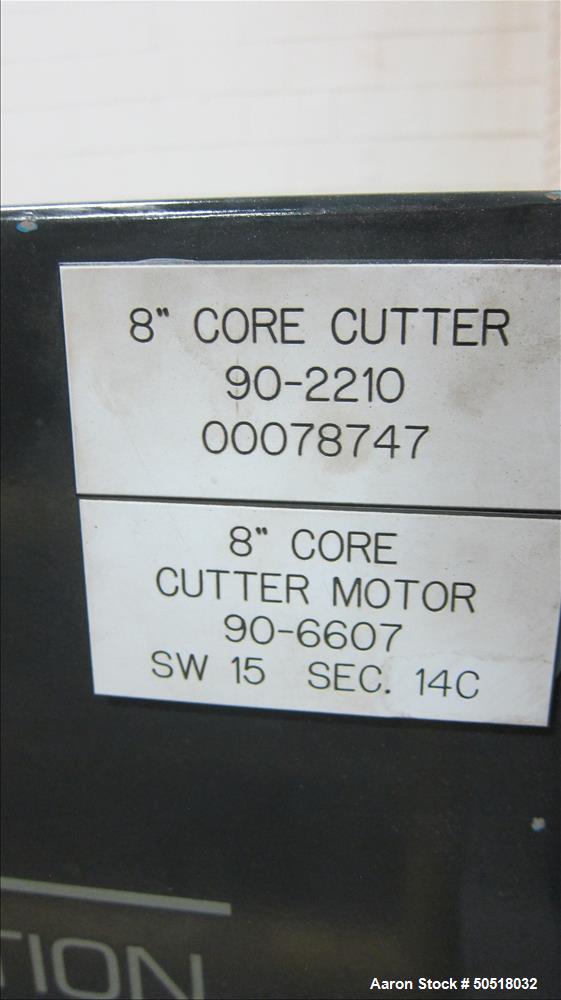 8" CORE CUTTER
90-2210
00078747
8" CORE
CUTTER MOTOR
90-6607
SW 15 SEC. 14C
TION
Aaron Stock # 50518032